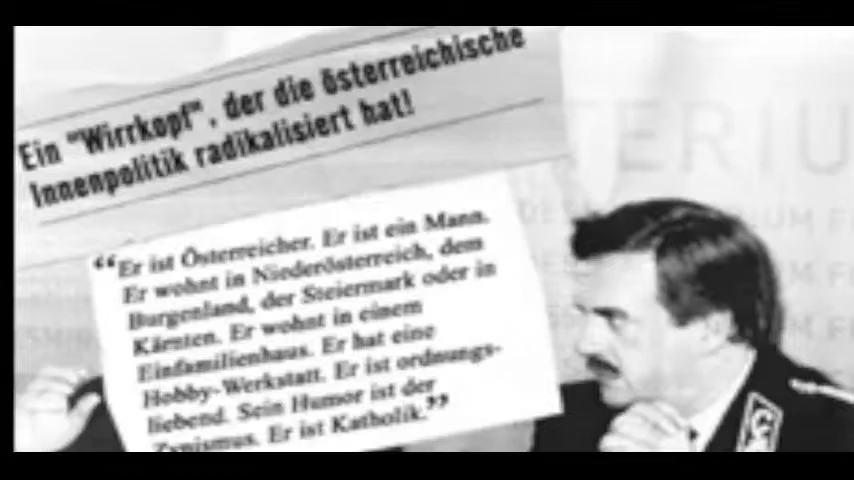 Ein "Wirrkopf", der die österreichische
Innenpolitik radikalisiert hat!
“Er ist Österreicher. Er ist ein Mann.
Er wohnt in Niederösterreich, dem
Burgenland, der Steiermark oder in
Kärnten. Er wohnt in einem
Einfamilienhaus. Er hat eine
Hobby-Werkstatt. Er ist ordnungs-
liebend. Sein Humor ist der
Zynismus. Er ist Katholik.”
TERIU